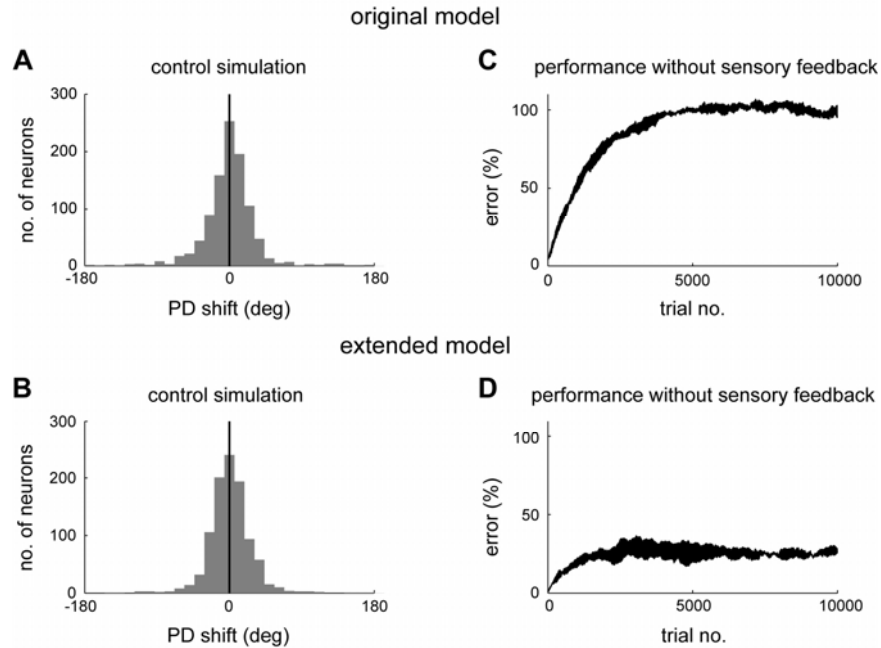 original model
A
control simulation
300
200
100
0
-180
0
180
no. of neurons
PD shift (deg)
C
performance without sensory feedback
100
50
0
0
5000
10000
error (%)
trial no.
extended model
B
control simulation
300
200
100
0
-180
0
180
no. of neurons
PD shift (deg)
D
performance without sensory feedback
100
50
0
0
5000
10000
error (%)
trial no.